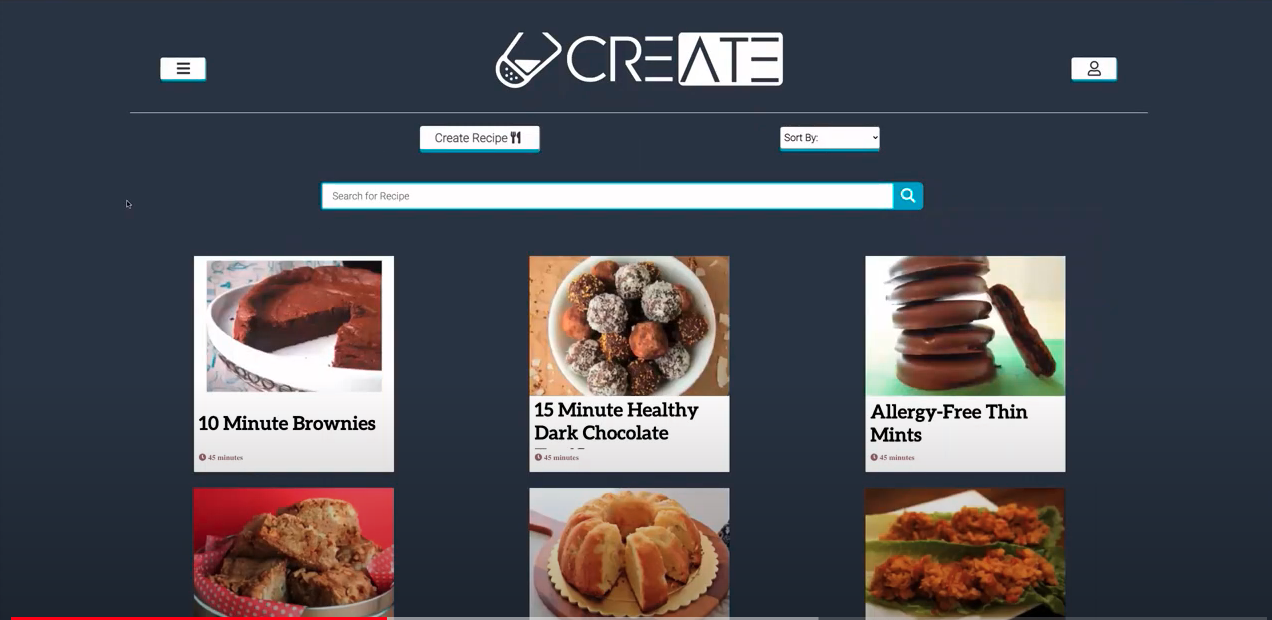 CREATE
Create Recipe
Sort By:
Search for Recipe
10 Minute Brownies
45 minutes
15 Minute Healthy
Dark Chocolate
45 minutes
Allergy-Free Thin
Mints
45 minutes